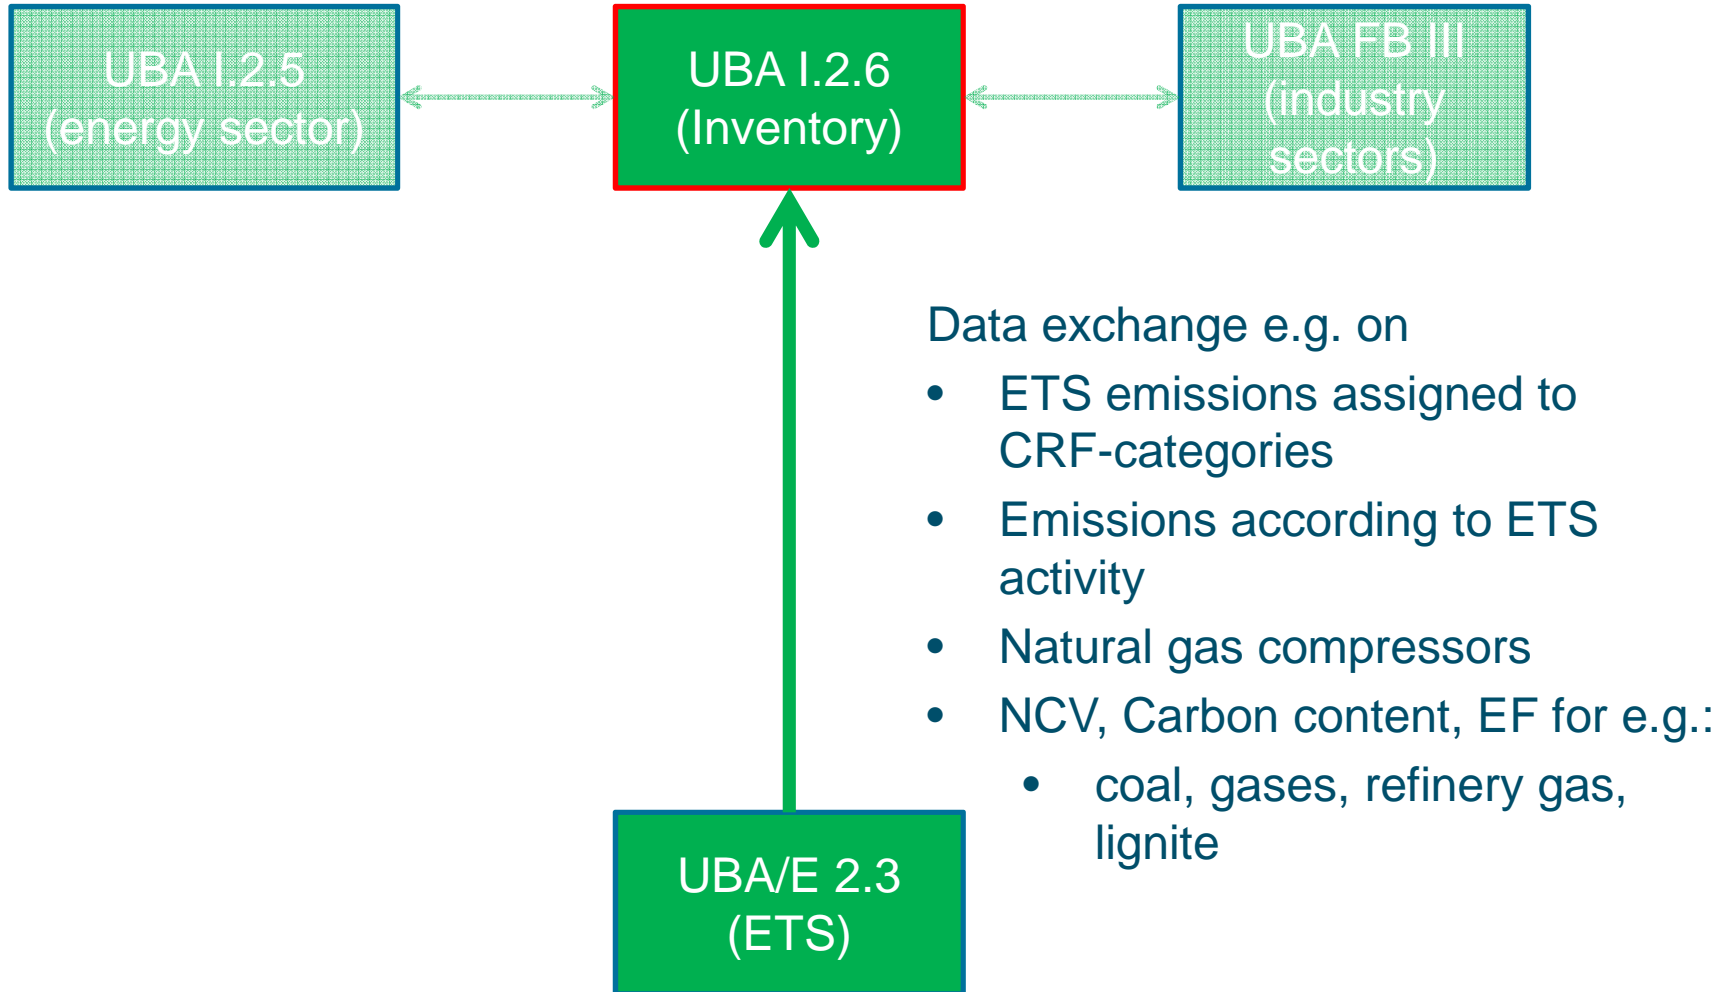 UBA I.2.5
(energy sector)
UBA I.2.6
(Inventory)
UBA FB III
(industry
sectors)
Data exchange e.g. on
• ETS emissions assigned to
CRF-categories
• Emissions according to ETS
activity
• Natural gas compressors
• NCV, Carbon content, EF for e.g.:
• coal, gases, refinery gas,
lignite
UBA/E 2.3
(ETS)